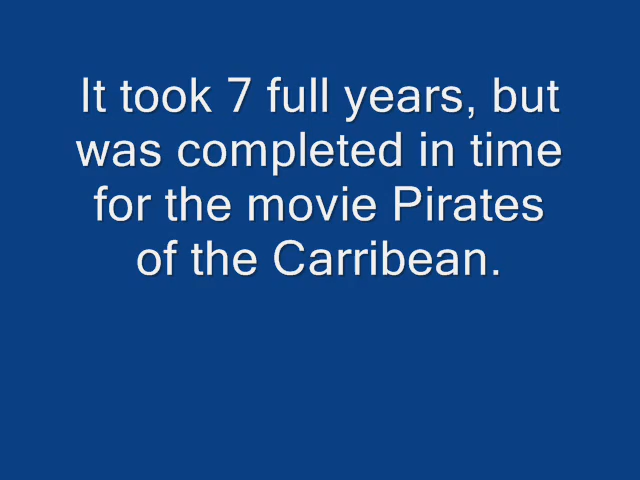 It took 7 full years, but
was completed in time
for the movie Pirates
of the Carribean.